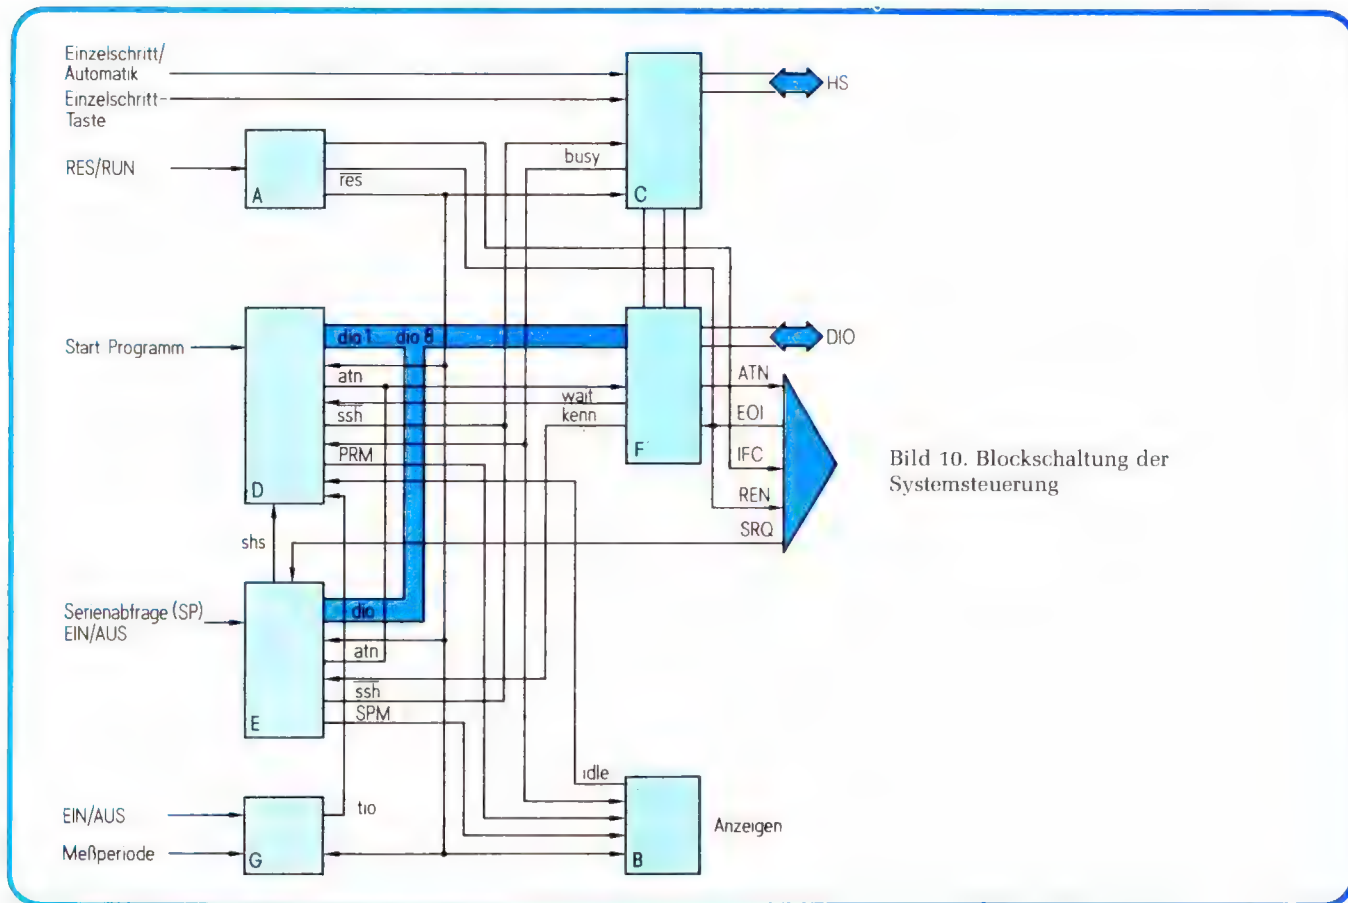 Einzelschritt/
Automatik
Einzelschritt-
Taste
HS
busy
RES/RUN
res
A
C
Start Programm
dio 1 dio 8
DIO
atn
ATN
wait
ssh
kenn
EOI
PRM
F
IFC
D
REN
SRQ
shs
Bild 10. Blockschaltung der
Systemsteuerung
Serienabfrage (SP)
EIN/AUS
dio
atn
ssh
SPM
E
idle
EIN/AUS
tio
Anzeigen
Meßperiode
G
B